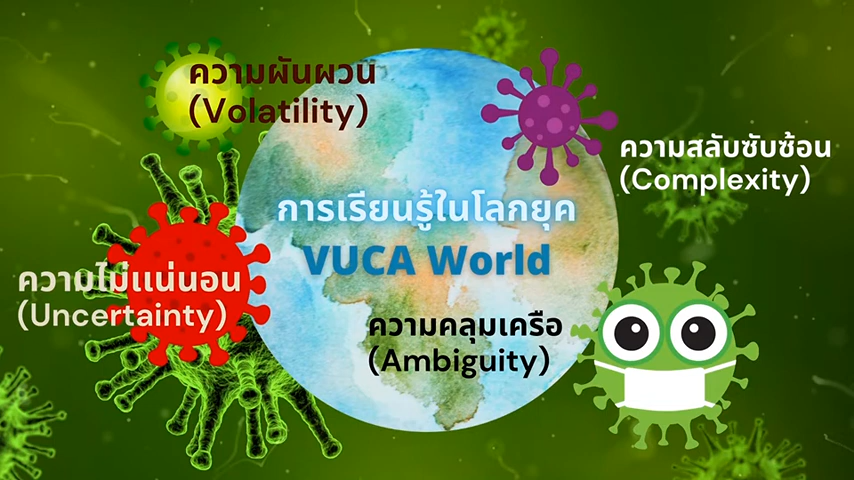 ความผันผวน
(Volatility)
ความสลับซับซ้อน
(Complexity)
การเรียนรู้ในโลกยุค
VUCA World
ความไม่แน่นอน
(Uncertainty)
ความคลุมเครือ
(Ambiguity)